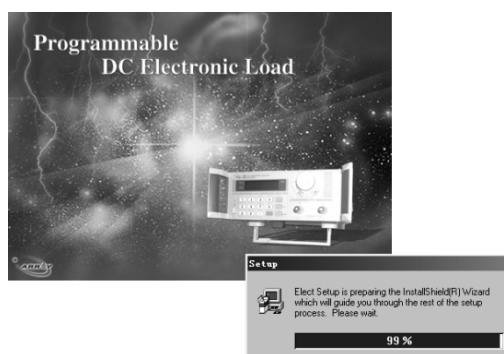 Programmable
DC Electronic Load
ARRAY
Setup
Elect Setup is preparing the InstallShield(R) Wizard
which will guide you through the rest of the setup
process. Please wait.
99 %